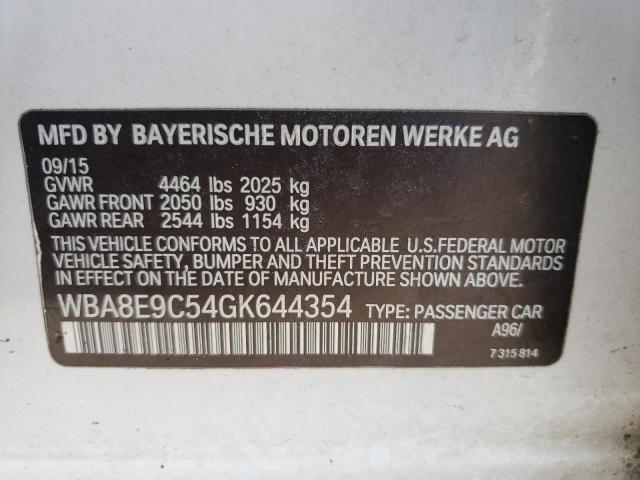 MFD BY BAYERISCHE MOTOREN WERKE AG
09/15
GVWR 4464 lbs 2025 kg
GAWR FRONT 2050 lbs 930 kg
GAWR REAR 2544 lbs 1154 kg
THIS VEHICLE CONFORMS TO ALL APPLICABLE U.S.FEDERAL MOTOR
VEHICLE SAFETY, BUMPER AND THEFT PREVENTION STANDARDS
IN EFFECT ON THE DATE OF MANUFACTURE SHOWN ABOVE.
WBA8E9C54GK644354 TYPE: PASSENGER CAR
A96/
7 315 814